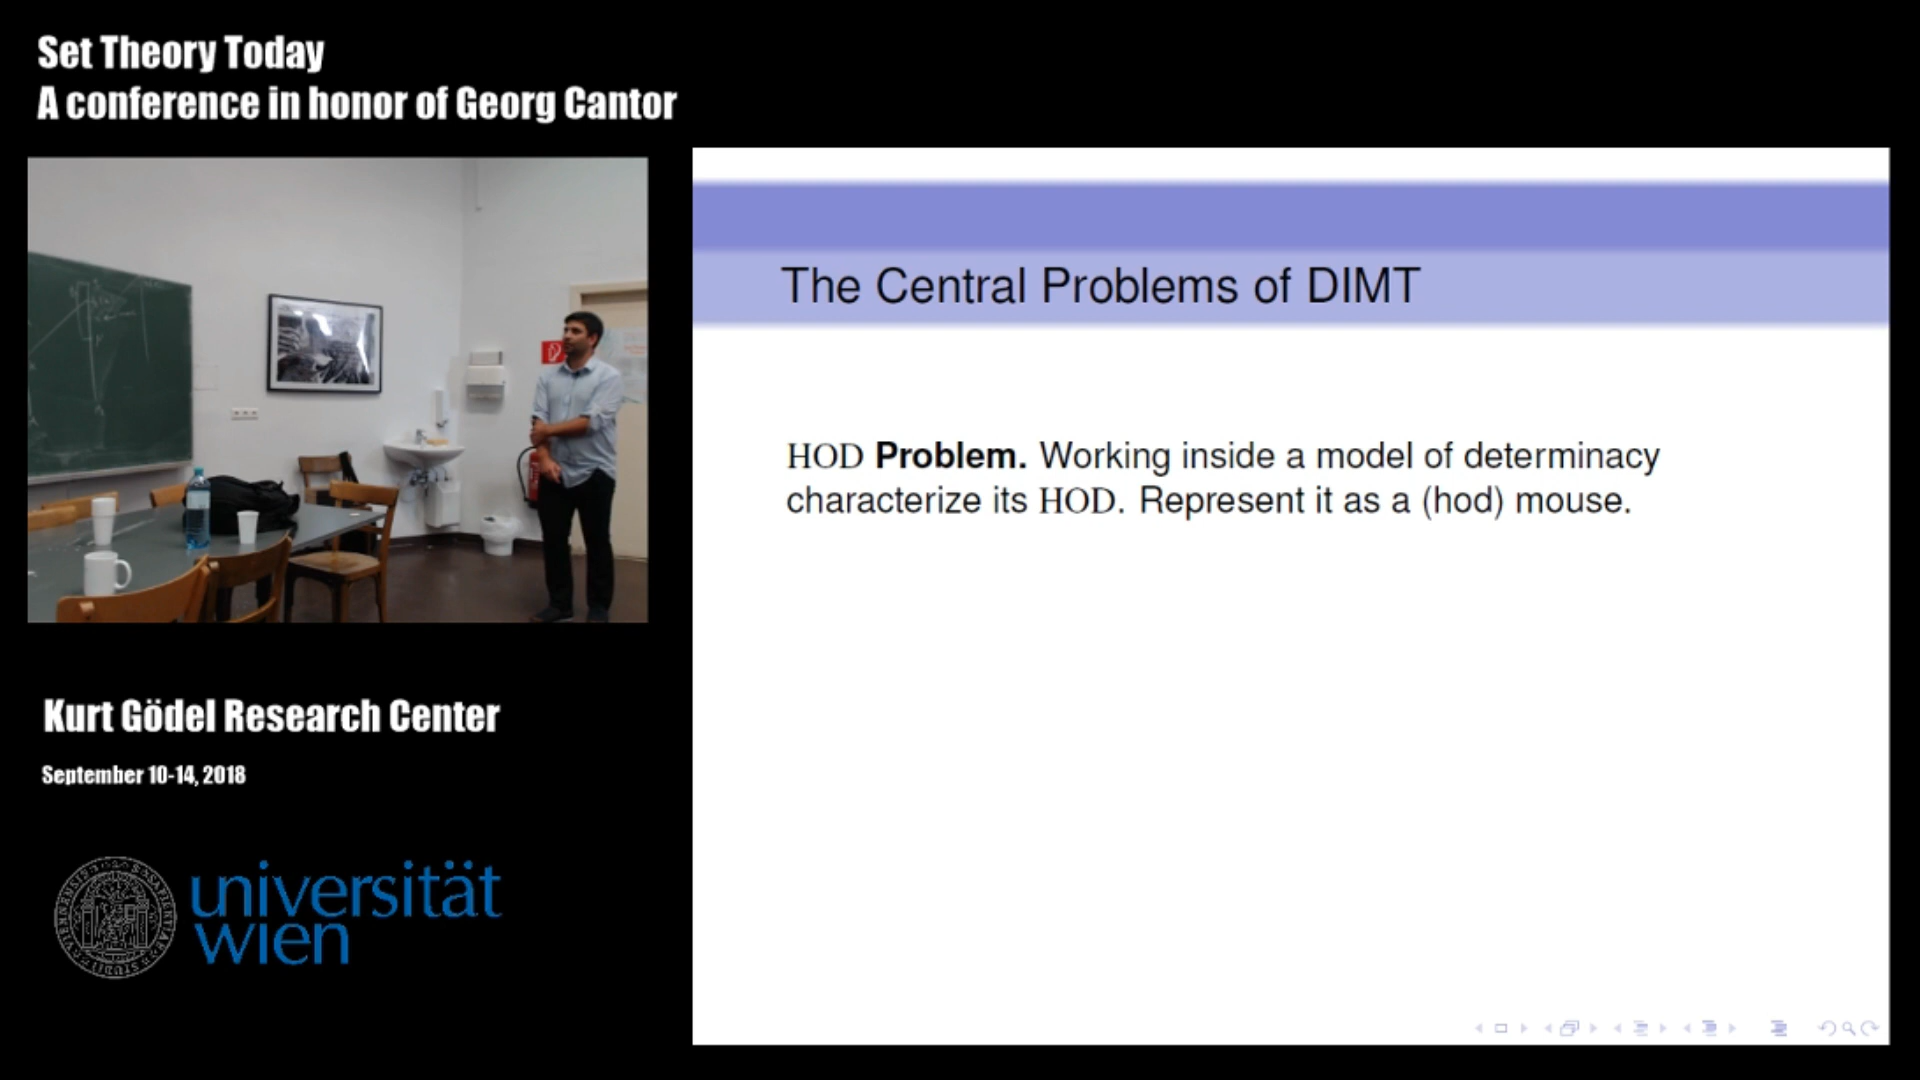 Set Theory Today
A conference in honor of Georg Cantor
The Central Problems of DIMT
HOD Problem. Working inside a model of determinacy
characterize its HOD. Represent it as a (hod) mouse.
Kurt Gödel Research Center
September 10-14, 2018
universität
wien